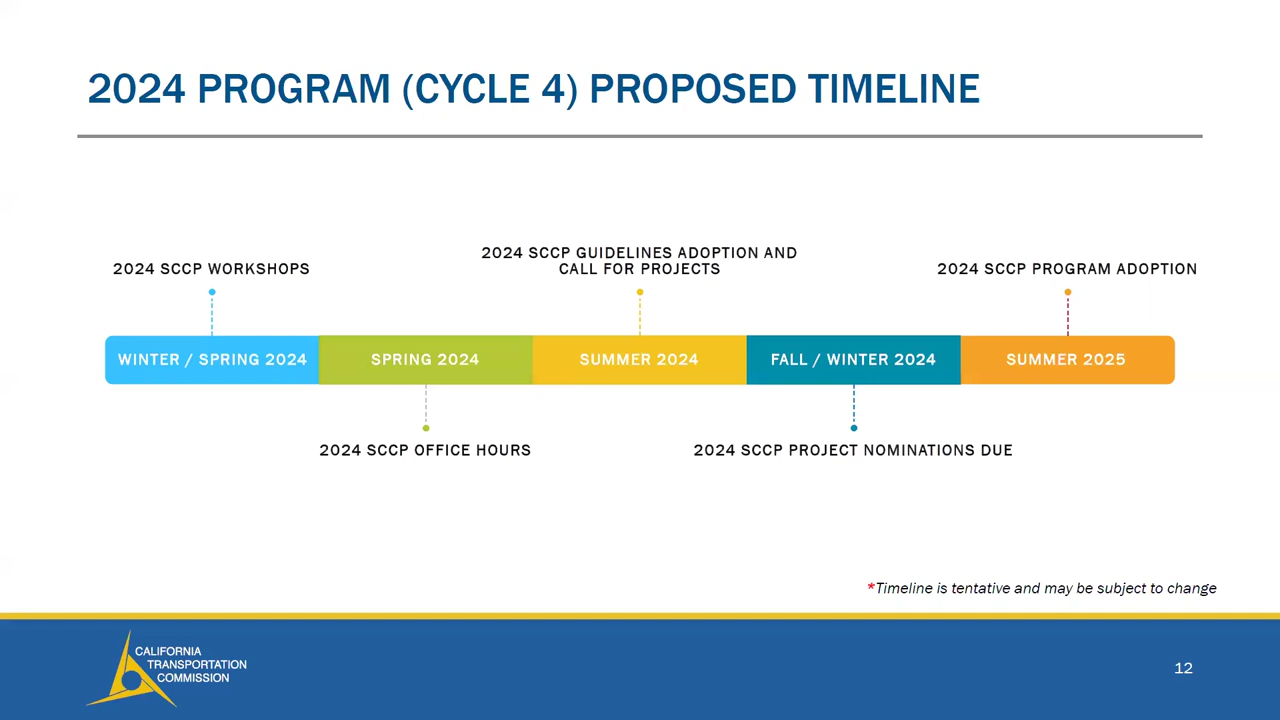 2024 PROGRAM (CYCLE 4) PROPOSED TIMELINE
2024 SCCP WORKSHOPS
2024 SCCP GUIDELINES ADOPTION AND
CALL FOR PROJECTS
2024 SCCP PROGRAM ADOPTION
WINTER / SPRING 2024
SPRING 2024
SUMMER 2024
FALL / WINTER 2024
SUMMER 2025
2024 SCCP OFFICE HOURS
2024 SCCP PROJECT NOMINATIONS DUE
*Timeline is tentative and may be subject to change
CALIFORNIA
TRANSPORTATION
COMMISSION
12